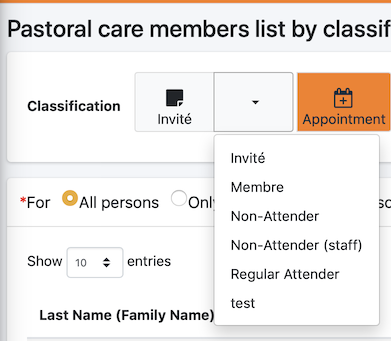 Pastoral care members list by classif
Classification
Invité
Appointment
Invité
Membre
Non-Attender
Non-Attender (staff)
Regular Attender
test
*For All persons Only
Show 10 entries
Last Name (Family Name)